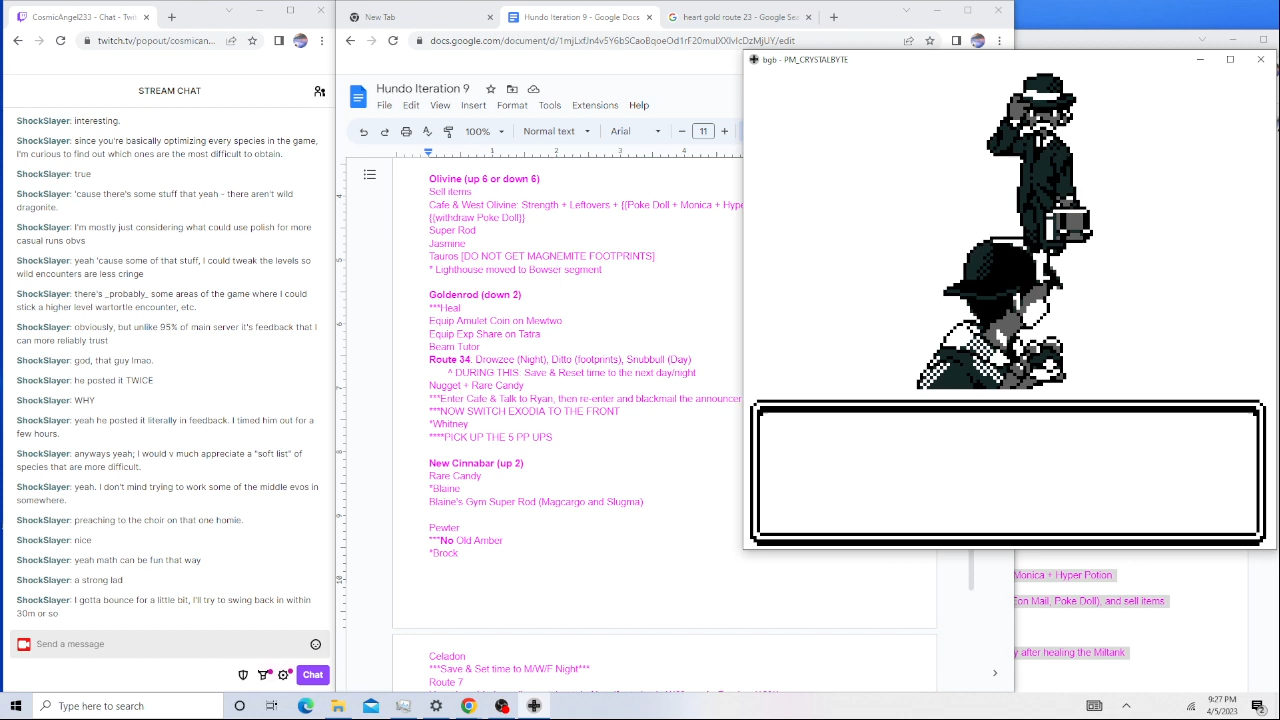 CosmicAngel233 - Chat - Twit
twitch.tv/popout/cosmican...
STREAM CHAT
ShockSlayer: interesting.
ShockSlayer: since you're basically optimizing every species in the game,
I'm curious to find out which ones are the most difficult to obtain.
ShockSlayer: true
ShockSlayer: 'cause there's some stuff that yeah - there aren't wild
dragonite.
ShockSlayer: I'm mostly just considering what could use polish for more
casual runs obvs
ShockSlayer: yeah 'cause some of that stuff, I could tweak the levels so
wild encounters are less cringe
ShockSlayer: there's _probably_ some areas of the game where I could
stick a higher level wartortle encounter, etc.
ShockSlayer: obviously, but unlike 95% of main server it's feedback that I
can more reliably trust
ShockSlayer: god, that guy lmao.
ShockSlayer: he posted it TWICE
ShockSlayer: WHY
ShockSlayer: yeah he posted it literally in feedback. I timed him out for a
few hours.
ShockSlayer: anyways yeah; I would v much appreciate a "soft list" of
species that are more difficult.
ShockSlayer: yeah. I don't mind trying to work some of the middle evos in
somewhere.
ShockSlayer: preaching to the choir on that one homie.
ShockSlayer: nice
ShockSlayer: yeah math can be fun that way
ShockSlayer: a strong lad
ShockSlayer: I gotta bounce for a little bit, I'll try to swing back in within
30m or so
Send a message
Chat
New Tab
Hundo Iteration 9 - Google Docs
heart gold route 23 - Google Sea
Hundo Iteration 9
File Edit View Insert Format Tools Extensions Help
100% Normal text Arial 11
1 2 3 4
Olivine (up 6 or down 6)
Sell items
Cafe & West Olivine: Strength + Leftovers + {{Poke Doll + Monica + Hype
{{withdraw Poke Doll}}
Super Rod
Jasmine
Tauros [DO NOT GET MAGNEMITE FOOTPRINTS]
* Lighthouse moved to Bowser segment
Goldenrod (down 2)
***Heal
Equip Amulet Coin on Mewtwo
Equip Exp Share on Tatra
Beam Tutor
Route 34: Drowzee (Night), Ditto (footprints), Snubbull (Day)
^ DURING THIS: Save & Reset time to the next day/night
Nugget + Rare Candy
***Enter Cafe & Talk to Ryan, then re-enter and blackmail the announcer
***NOW SWITCH EXODIA TO THE FRONT
*Whitney
****PICK UP THE 5 PP UPS
New Cinnabar (up 2)
Rare Candy
*Blaine
Blaine's Gym Super Rod (Magcargo and Slugma)
Pewter
***No Old Amber
*Brock
Celadon
***Save & Set time to M/W/F Night***
Route 7
bgb - PM_CRYSTALBYTE
Monica + Hyper Potion
Eon Mail, Poke Doll), and sell items
y after healing the Miltank
Type here to search
9:27 PM
4/5/2023